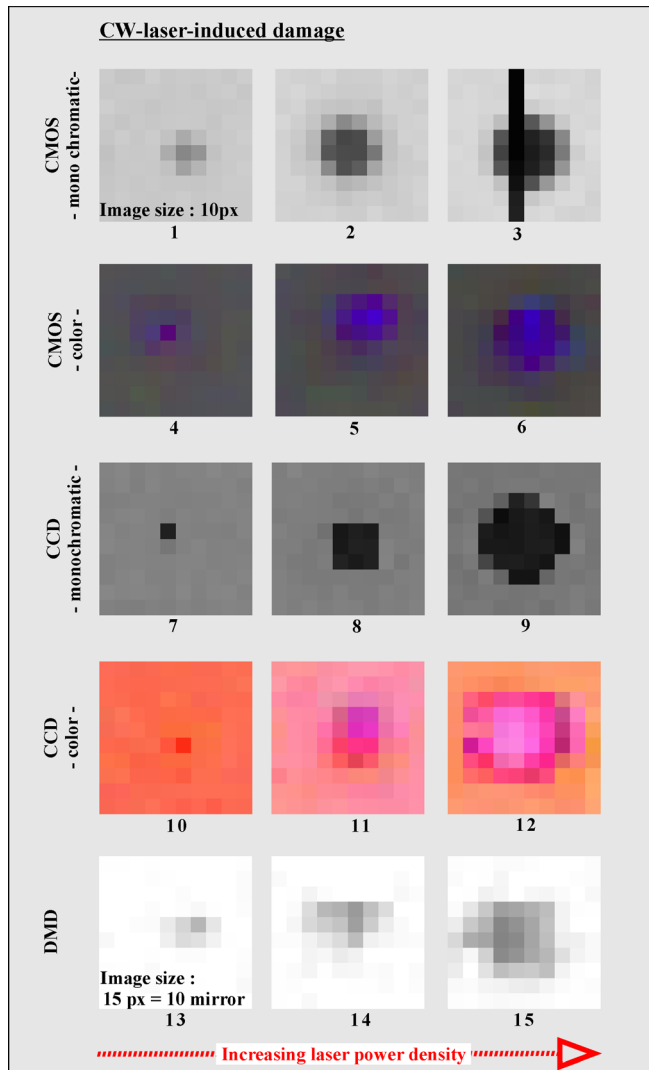 CW-laser-induced damage
CMOS
- mono chromatic-
Image size : 10px
1
2
3
CMOS
- color -
4
5
6
CCD
- monochromatic -
7
8
9
CCD
- color -
10
11
12
DMD
Image size :
15 px = 10 mirror
13
14
15
Increasing laser power density